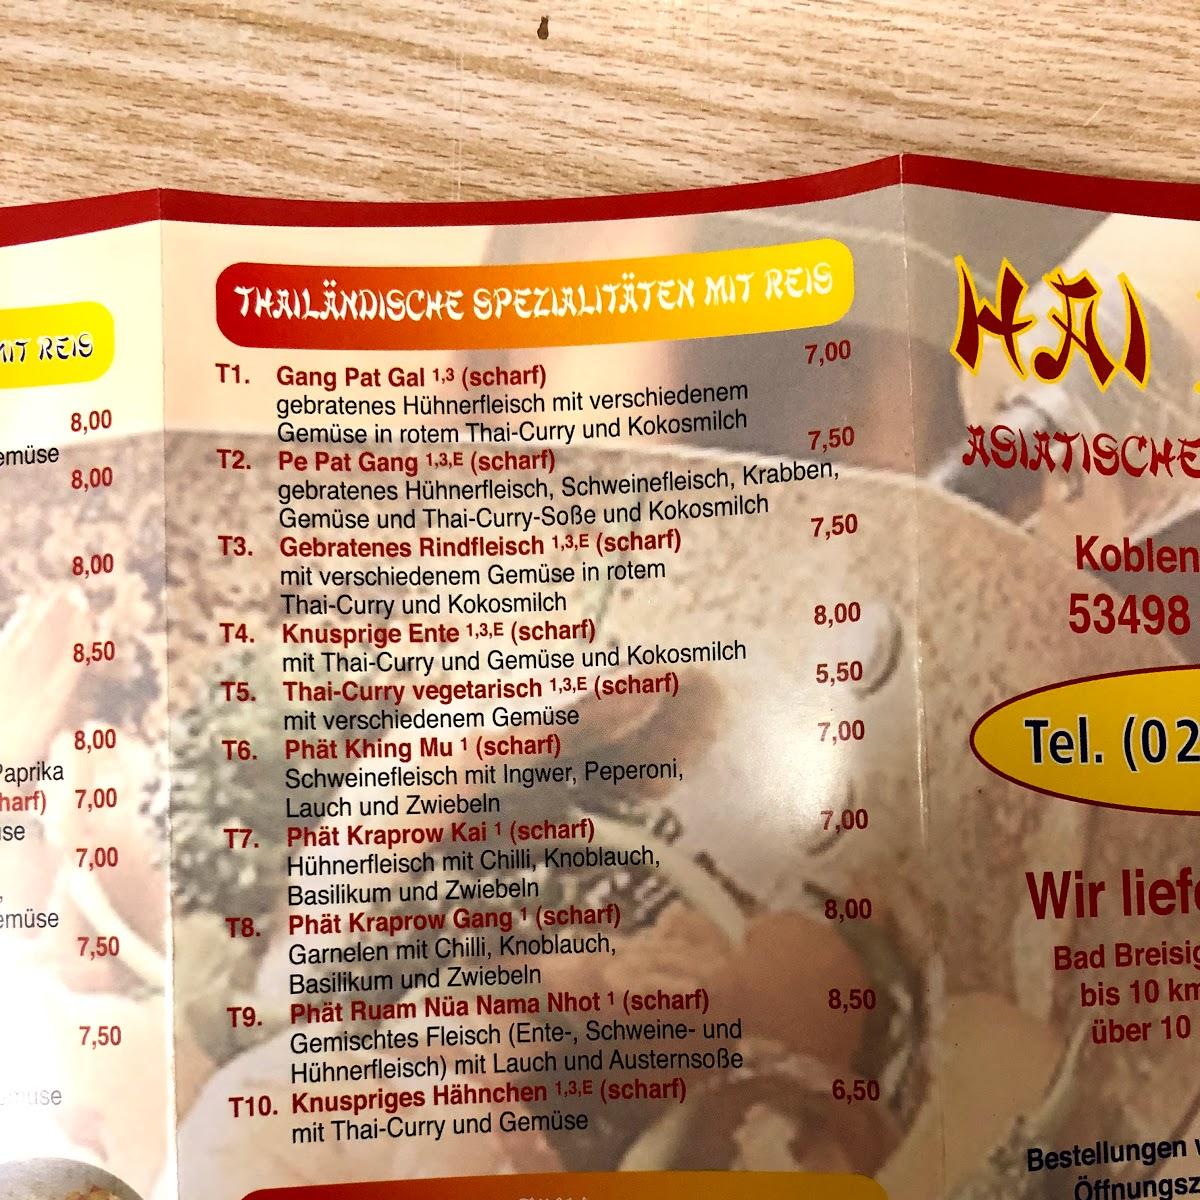 MIT REIS
8,00
emüse
8,00
8,00
8,50
8,00
Paprika
harf) 7,00
7,00
emüse
7,50
7,50
THAILÄNDISCHE SPEZIALITÄTEN MIT REIS
T1. Gang Pat Gal 1,3 (scharf) 7,00
gebratenes Hühnerfleisch mit verschiedenem
Gemüse in rotem Thai-Curry und Kokosmilch
T2. Pe Pat Gang 1,3,E (scharf) 7,50
gebratenes Hühnerfleisch, Schweinefleisch, Krabben,
Gemüse und Thai-Curry-Soße und Kokosmilch
T3. Gebratenes Rindfleisch 1,3,E (scharf) 7,50
mit verschiedenem Gemüse in rotem
Thai-Curry und Kokosmilch
T4. Knusprige Ente 1,3,E (scharf) 8,00
mit Thai-Curry und Gemüse und Kokosmilch
T5. Thai-Curry vegetarisch 1,3,E (scharf) 5,50
mit verschiedenem Gemüse
T6. Phät Khing Mu 1 (scharf) 7,00
Schweinefleisch mit Ingwer, Peperoni,
Lauch und Zwiebeln
T7. Phät Kraprow Kai 1 (scharf) 7,00
Hühnerfleisch mit Chilli, Knoblauch,
Basilikum und Zwiebeln
T8. Phät Kraprow Gang 1 (scharf) 8,00
Garnelen mit Chilli, Knoblauch,
Basilikum und Zwiebeln
T9. Phät Ruam Nüa Nama Nhot 1 (scharf) 8,50
Gemischtes Fleisch (Ente-, Schweine- und
Hühnerfleisch) mit Lauch und Austernsoße
T10. Knuspriges Hähnchen 1,3,E (scharf) 6,50
mit Thai-Curry und Gemüse
HAI
ASIATISCHE
Koblen
53498
Tel. (02
Wir liefe
Bad Breisig
bis 10 km
über 10
Bestellungen
Öffnungsz